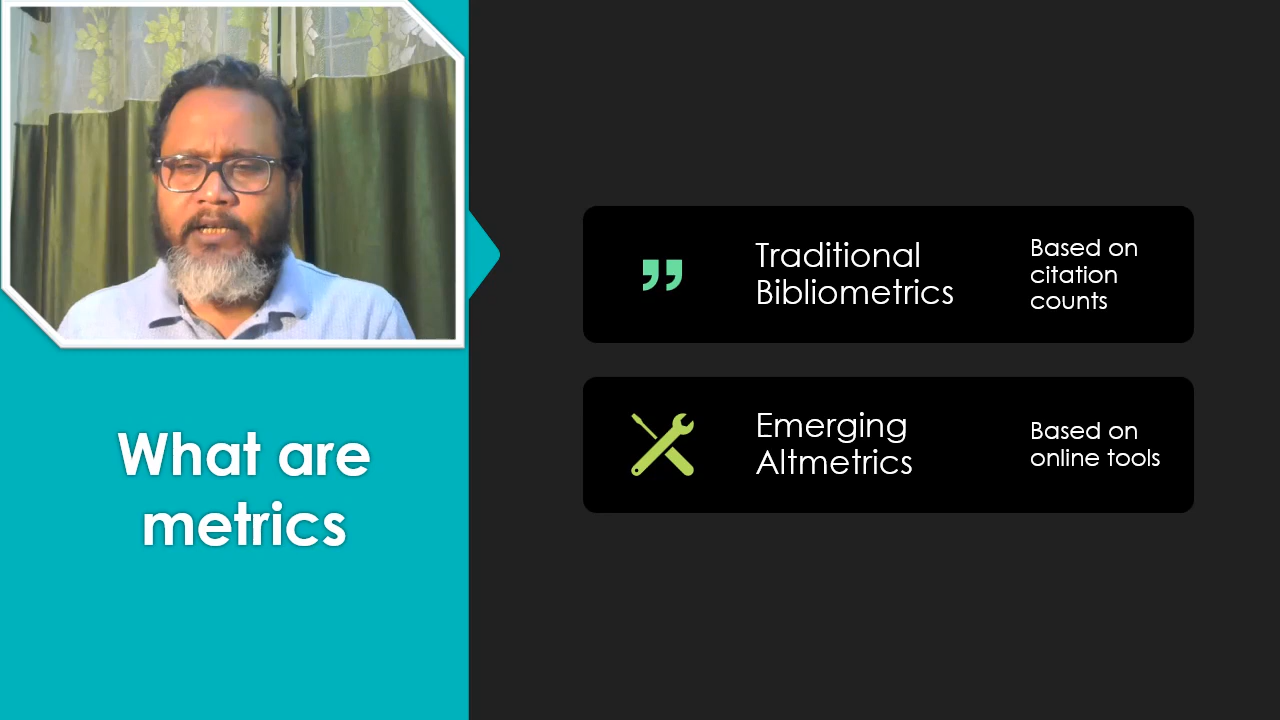 What are
metrics
Traditional
Bibliometrics
Based on
citation
counts
Emerging
Altmetrics
Based on
online tools